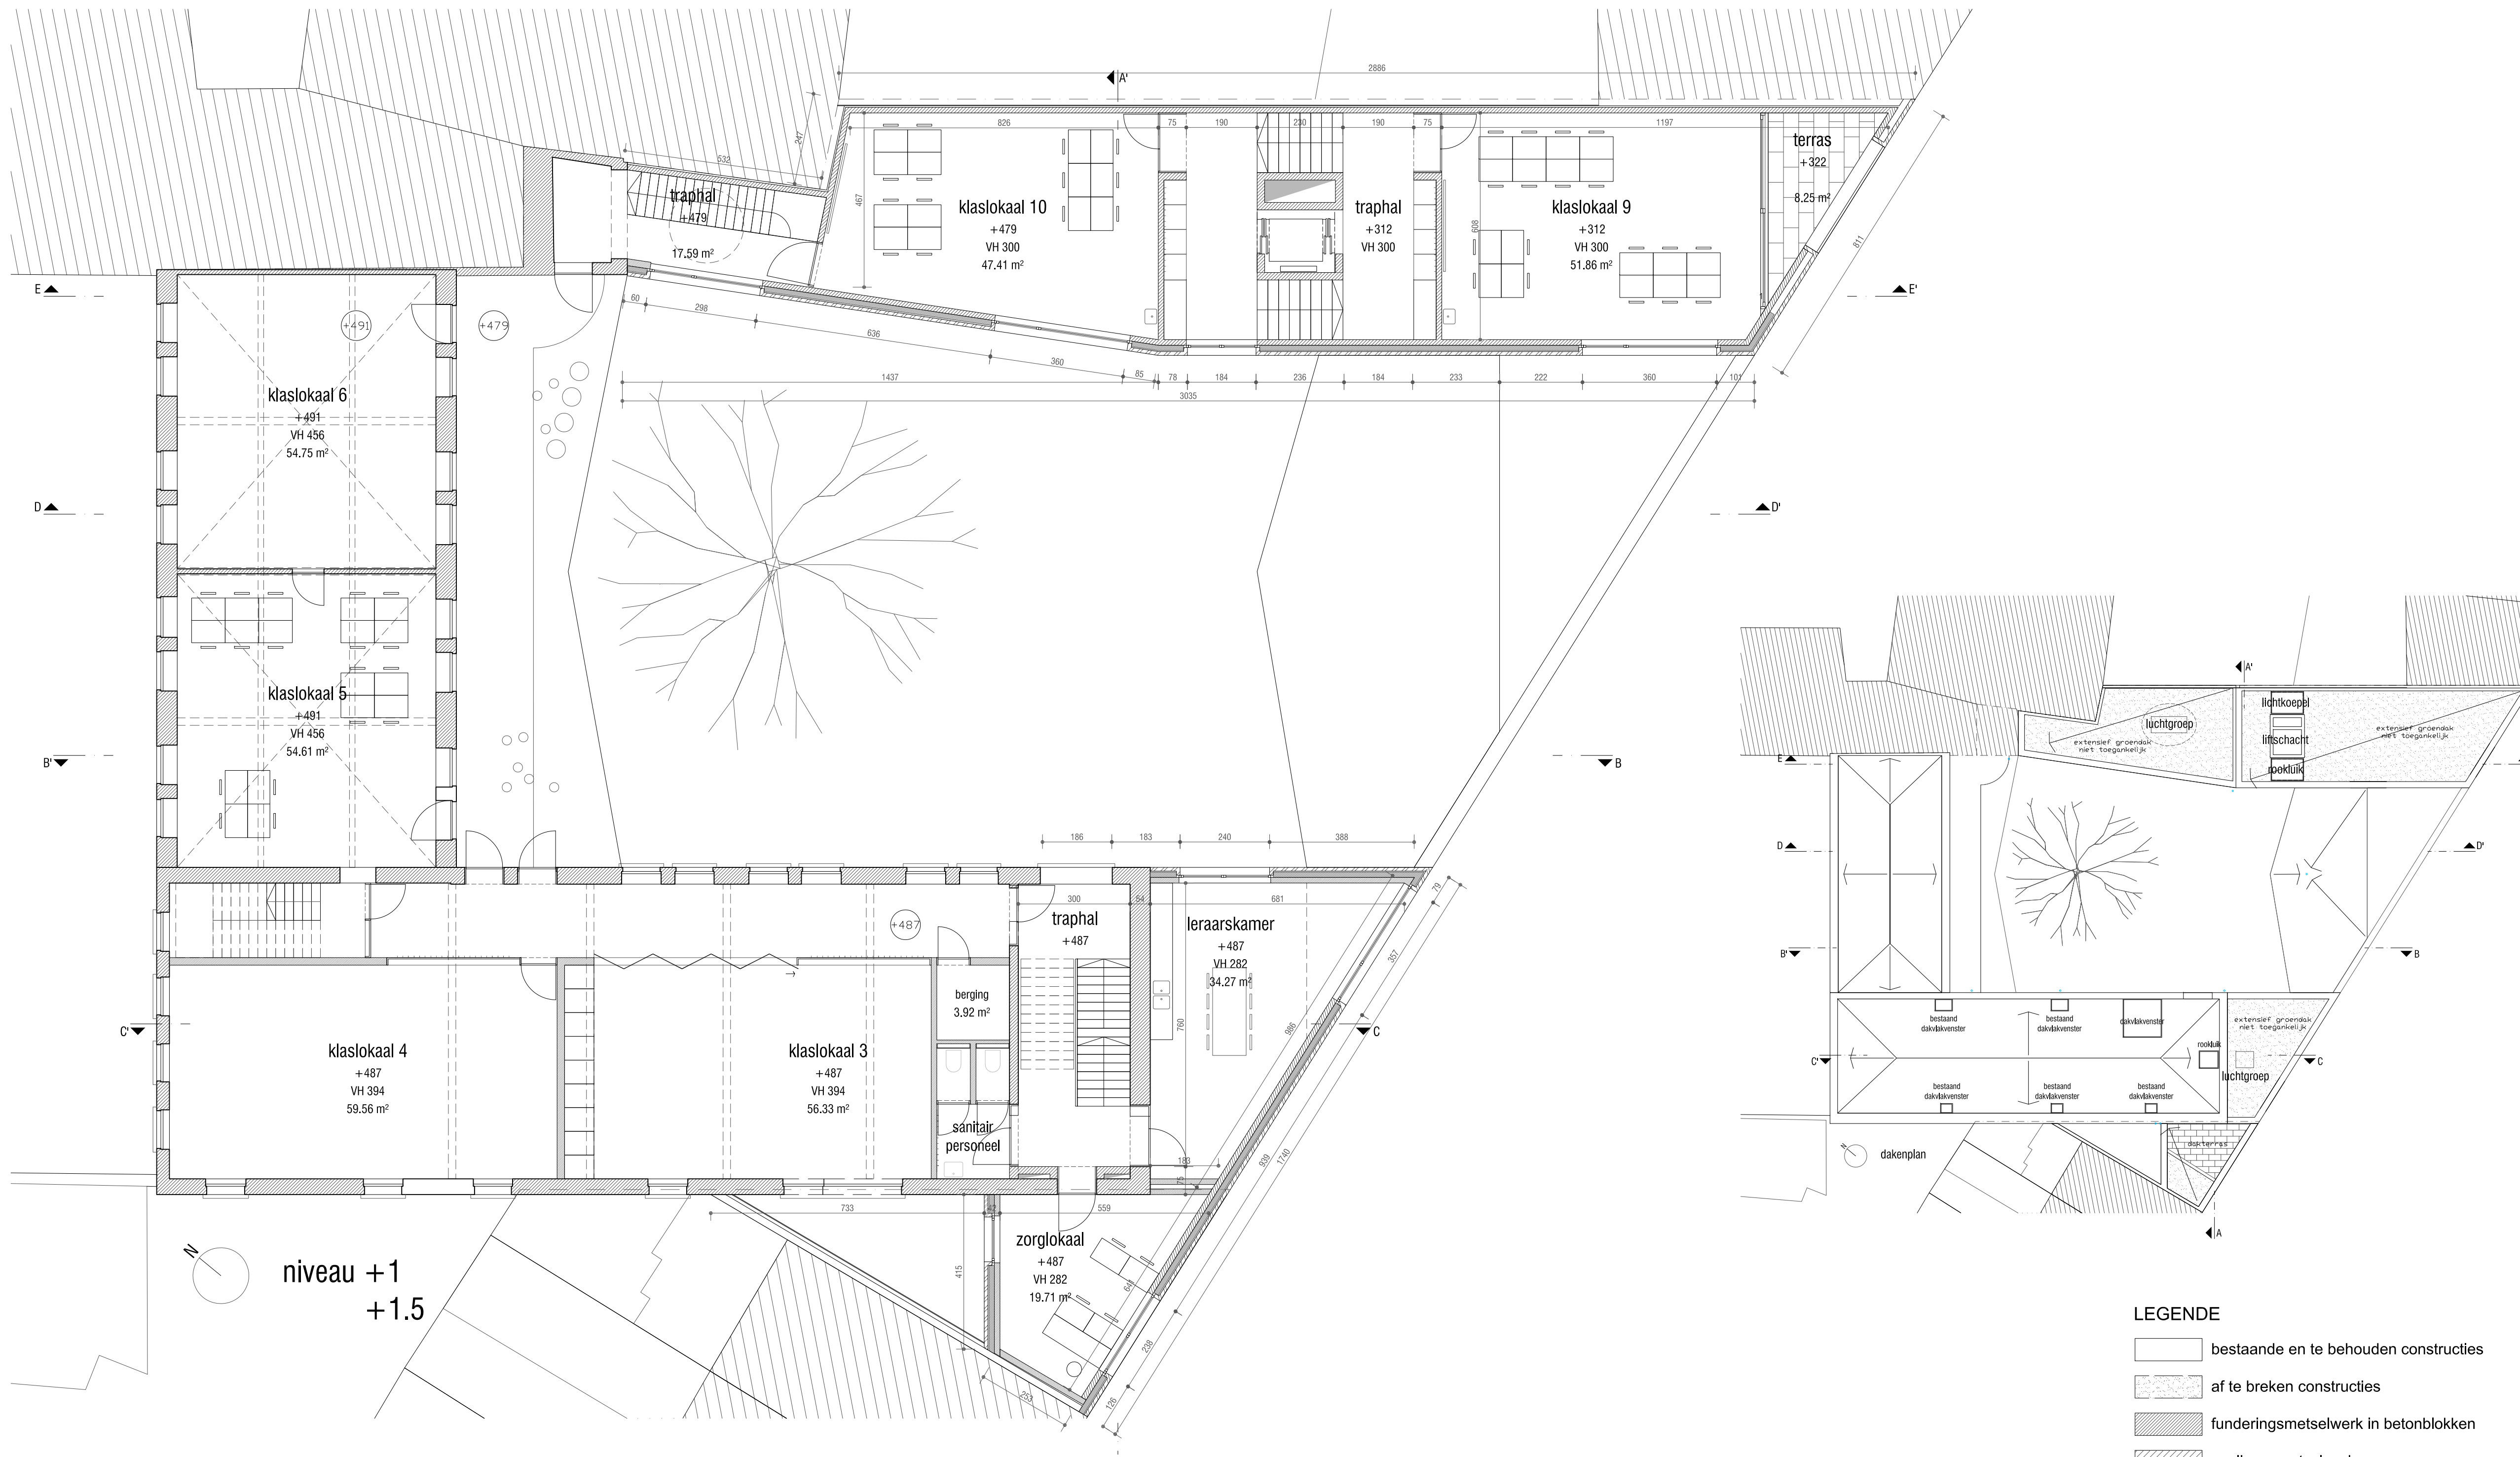 2886
A'
826
75
190
230
190
75
1197
247
532
467
608
811
terras
+322
8.25 m²
traphal
+479
17.59 m²
klaslokaal 10
+479
VH 300
47.41 m²
traphal
+312
VH 300
klaslokaal 9
+312
VH 300
51.86 m²
E
E'
60
298
636
360
85
1437
78
184
236
184
233
222
360
101
3035
+491
+479
klaslokaal 6
+491
VH 456
54.75 m²
D
D'
klaslokaal 5
+491
VH 456
54.61 m²
B'
B
186
183
240
388
300
84
681
79
357
+487
traphal
+487
leraarskamer
+487
VH 282
34.27 m²
berging
3.92 m²
760
986
C'
C
klaslokaal 4
+487
VH 394
59.56 m²
klaslokaal 3
+487
VH 394
56.33 m²
sanitair
personeel
183
75
939
1740
733
42
559
415
zorglokaal
+487
VH 282
19.71 m²
238
253
126
N
niveau +1
+1.5
A'
lichtkoepel
luchtgroep
extensief groendak
niet toegankelijk
liftschacht
extensief groendak
niet toegankelijk
rookluik
E
D
D'
B'
B
bestaand
dakvlakvenster
bestaand
dakvlakvenster
dakvlakvenster
extensief groendak
niet toegankelijk
rookluik
C'
C
luchtgroep
bestaand
dakvlakvenster
bestaand
dakvlakvenster
bestaand
dakvlakvenster
dakterras
N
dakenplan
A
LEGENDE
bestaande en te behouden constructies
af te breken constructies
funderingsmetselwerk in betonblokken